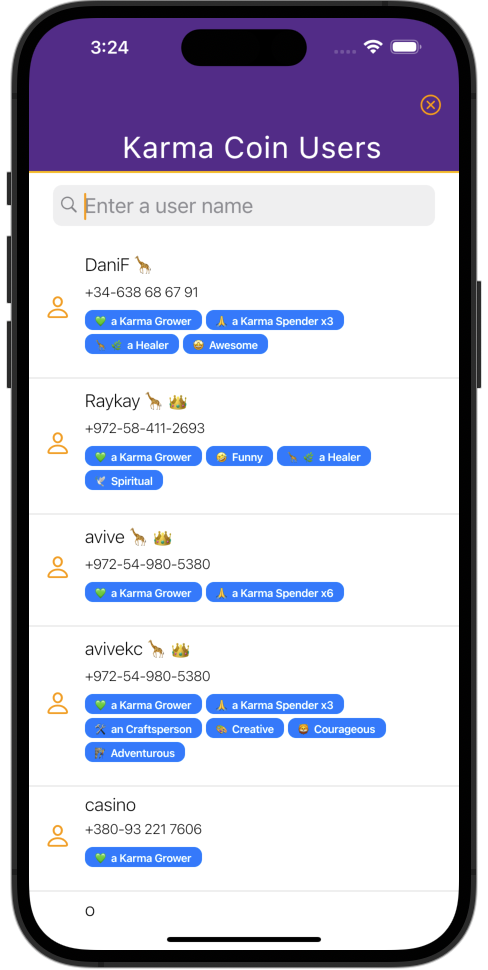 3:24
Karma Coin Users
Enter a user name
DaniF 🦒
+34-638 68 67 91
💚 a Karma Grower 🙏 a Karma Spender x3
a Healer 🤩 Awesome
Raykay 🦒 👑
+972-58-411-2693
💚 a Karma Grower 🤣 Funny a Healer
🕊️ Spiritual
avive 🦒 👑
+972-54-980-5380
💚 a Karma Grower 🙏 a Karma Spender x6
avivekc 🦒 👑
+972-54-980-5380
💚 a Karma Grower 🙏 a Karma Spender x3
🛠️ an Craftsperson 🎨 Creative 🦁 Courageous
Adventurous
casino
+380-93 221 7606
💚 a Karma Grower
o